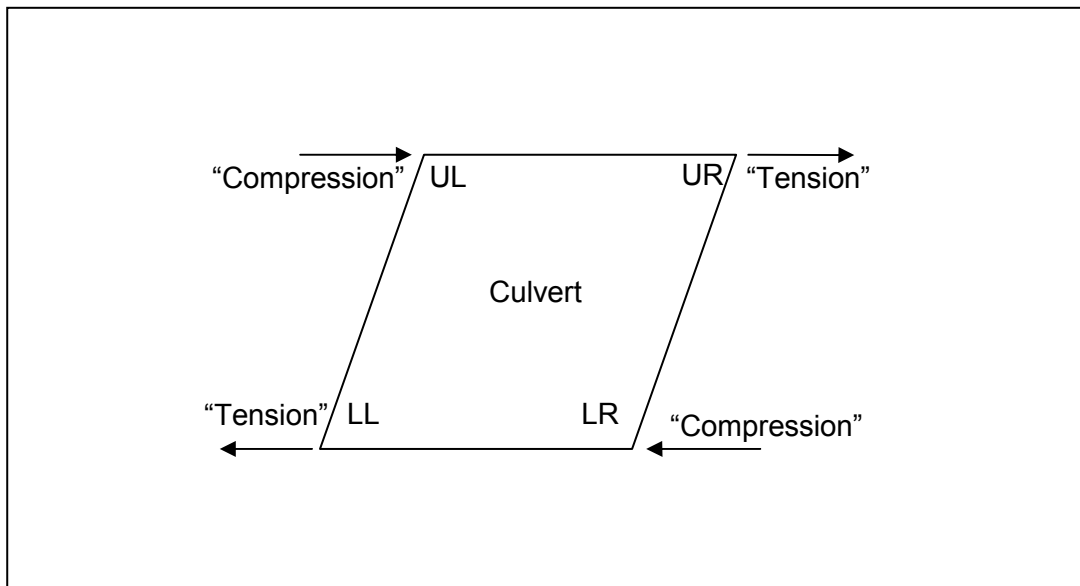 “Compression” UL UR “Tension”
Culvert
“Tension” LL LR “Compression”